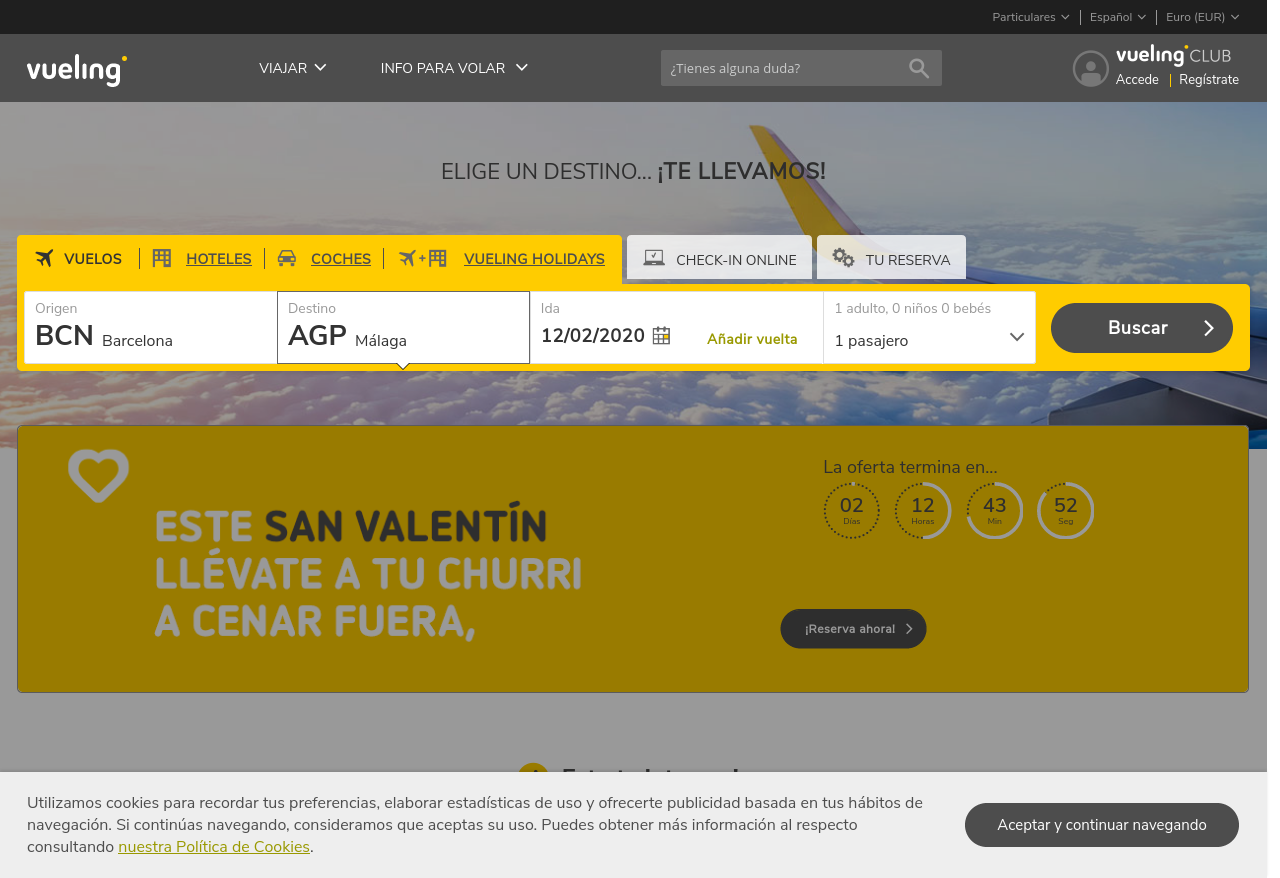 Particulares
Español
Euro (EUR)
vueling
VIAJAR
INFO PARA VOLAR
¿Tienes alguna duda?
vueling CLUB
Accede
Regístrate
ELIGE UN DESTINO... ¡TE LLEVAMOS!
VUELOS
HOTELES
COCHES
+
VUELING HOLIDAYS
CHECK-IN ONLINE
TU RESERVA
Origen
BCN Barcelona
Destino
AGP Málaga
Ida
12/02/2020
Añadir vuelta
1 adulto, 0 niños 0 bebés
1 pasajero
Buscar
ESTE SAN VALENTÍN
LLÉVATE A TU CHURRI
A CENAR FUERA,
La oferta termina en...
02 12 43 52
Días Horas Min Seg
¡Reserva ahora!
Utilizamos cookies para recordar tus preferencias, elaborar estadísticas de uso y ofrecerte publicidad basada en tus hábitos de
navegación. Si continúas navegando, consideramos que aceptas su uso. Puedes obtener más información al respecto
consultando nuestra Política de Cookies.
Aceptar y continuar navegando